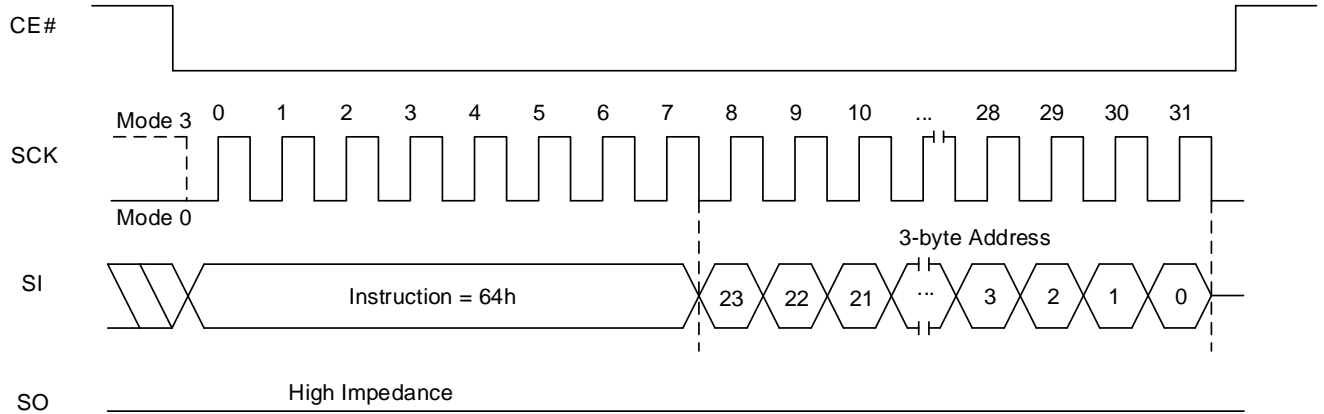 CE#
Mode 3
0 1 2 3 4 5 6 7 8 9 10 ... 28 29 30 31
SCK
Mode 0
3-byte Address
SI
Instruction = 64h
23 22 21 ... 3 2 1 0
High Impedance
SO